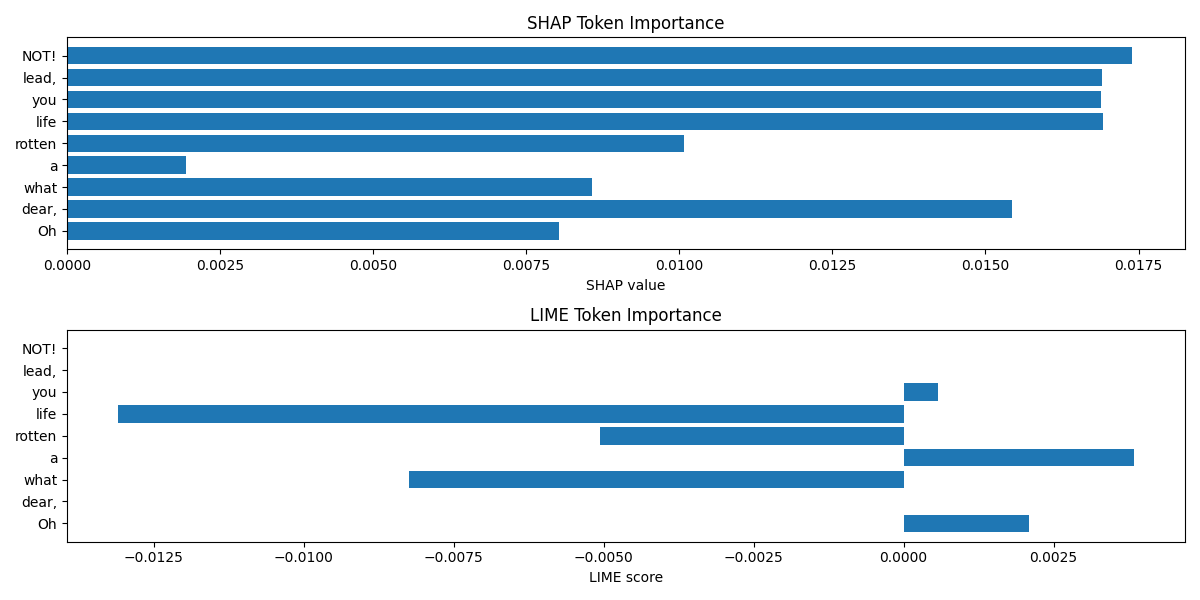 SHAP Token Importance
NOT!
lead,
you
life
rotten
a
what
dear,
Oh
0.0000 0.0025 0.0050 0.0075 0.0100 0.0125 0.0150 0.0175
SHAP value
LIME Token Importance
NOT!
lead,
you
life
rotten
a
what
dear,
Oh
−0.0125 −0.0100 −0.0075 −0.0050 −0.0025 0.0000 0.0025
LIME score